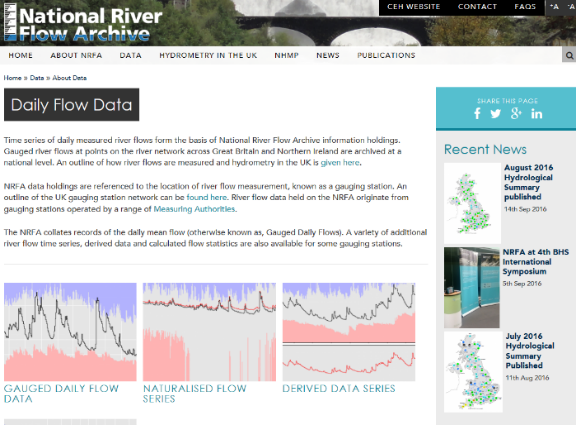 CEH WEBSITE CONTACT FAQS -A +A
National River
Flow Archive
HOME ABOUT NRFA DATA HYDROMETRY IN THE UK NHMP NEWS PUBLICATIONS
Home » Data » About Data
Daily Flow Data
Time series of daily measured river flows form the basis of National River Flow Archive information holdings.
Gauged river flows at points on the river network across Great Britain and Northern Ireland are archived at a
national level. An outline of how river flows are measured and hydrometry in the UK is given here.
NRFA data holdings are referenced to the location of river flow measurement, known as a gauging station. An
outline of the UK gauging station network can be found here. River flow data held on the NRFA originate from
gauging stations operated by a range of Measuring Authorities.
The NRFA collates records of the daily mean flow (otherwise known as, Gauged Daily Flows). A variety of additional
river flow time series, derived data and calculated flow statistics are also available for some gauging stations.
GAUGED DAILY FLOW
DATA
NATURALISED FLOW
SERIES
DERIVED DATA SERIES
SHARE THIS PAGE
Recent News
August 2016
Hydrological
Summary
published
14th Sep 2016
NRFA at 4th BHS
International
Symposium
5th Sep 2016
July 2016
Hydrological
Summary
Published
11th Aug 2016